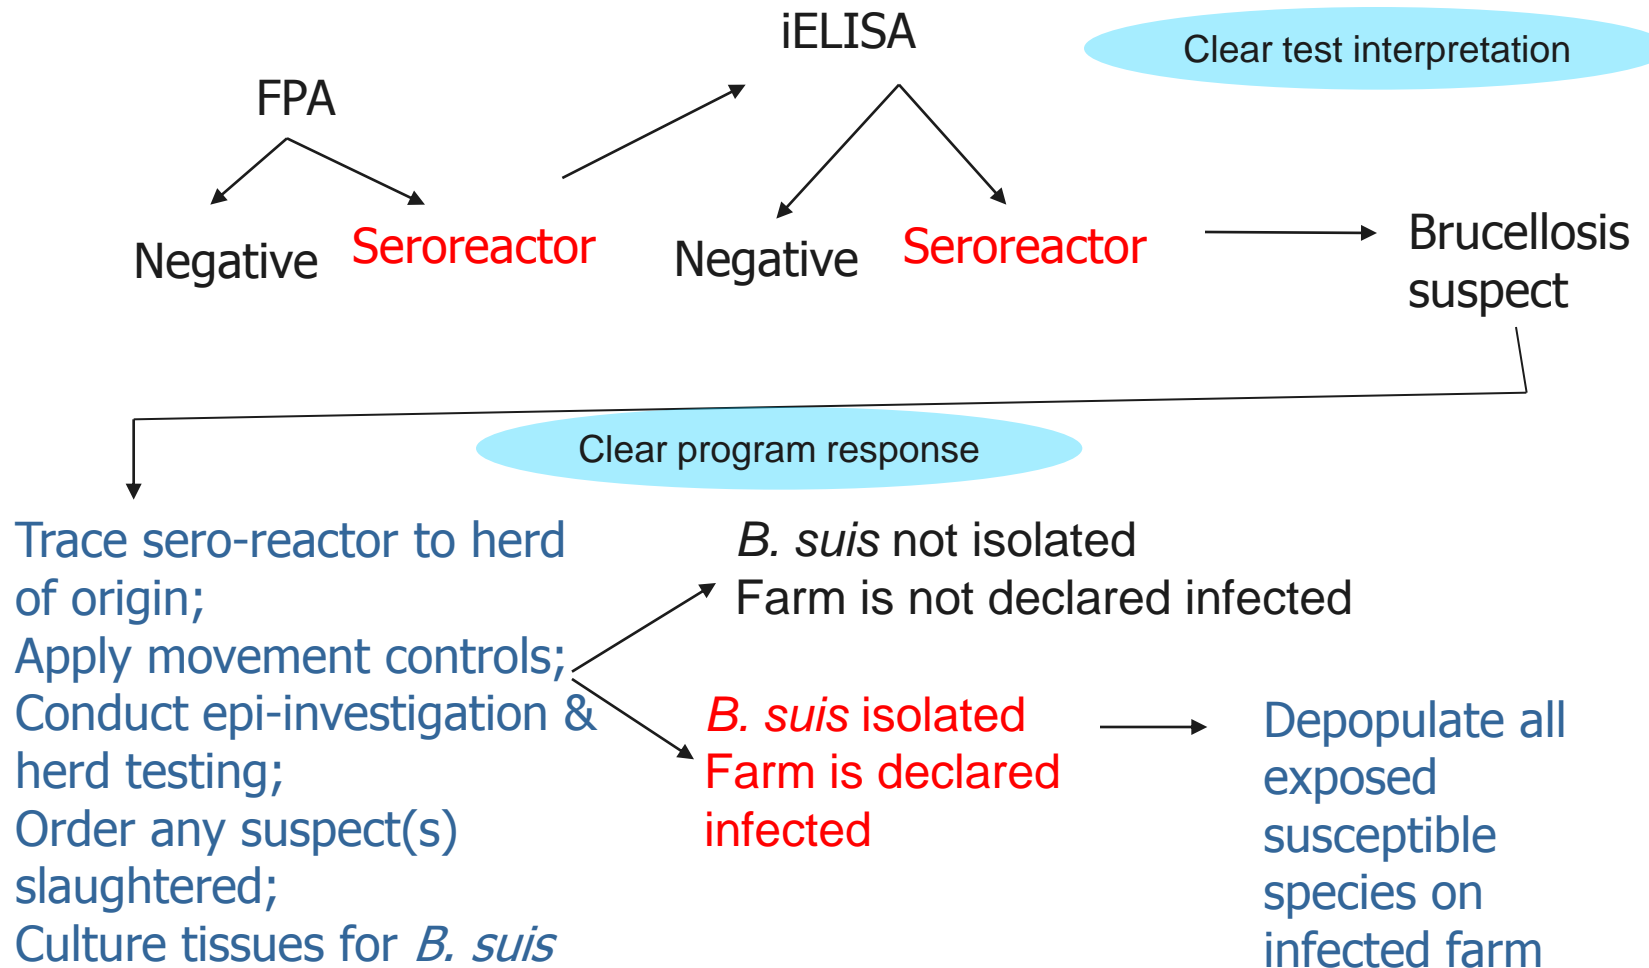 iELISA
Clear test interpretation
FPA
Negative
Seroreactor
Negative
Seroreactor
Brucellosis
suspect
Clear program response
Trace sero-reactor to herd
of origin;
Apply movement controls;
Conduct epi-investigation &
herd testing;
Order any suspect(s)
slaughtered;
Culture tissues for B. suis
B. suis not isolated
Farm is not declared infected
B. suis isolated
Farm is declared
infected
Depopulate all
exposed
susceptible
species on
infected farm